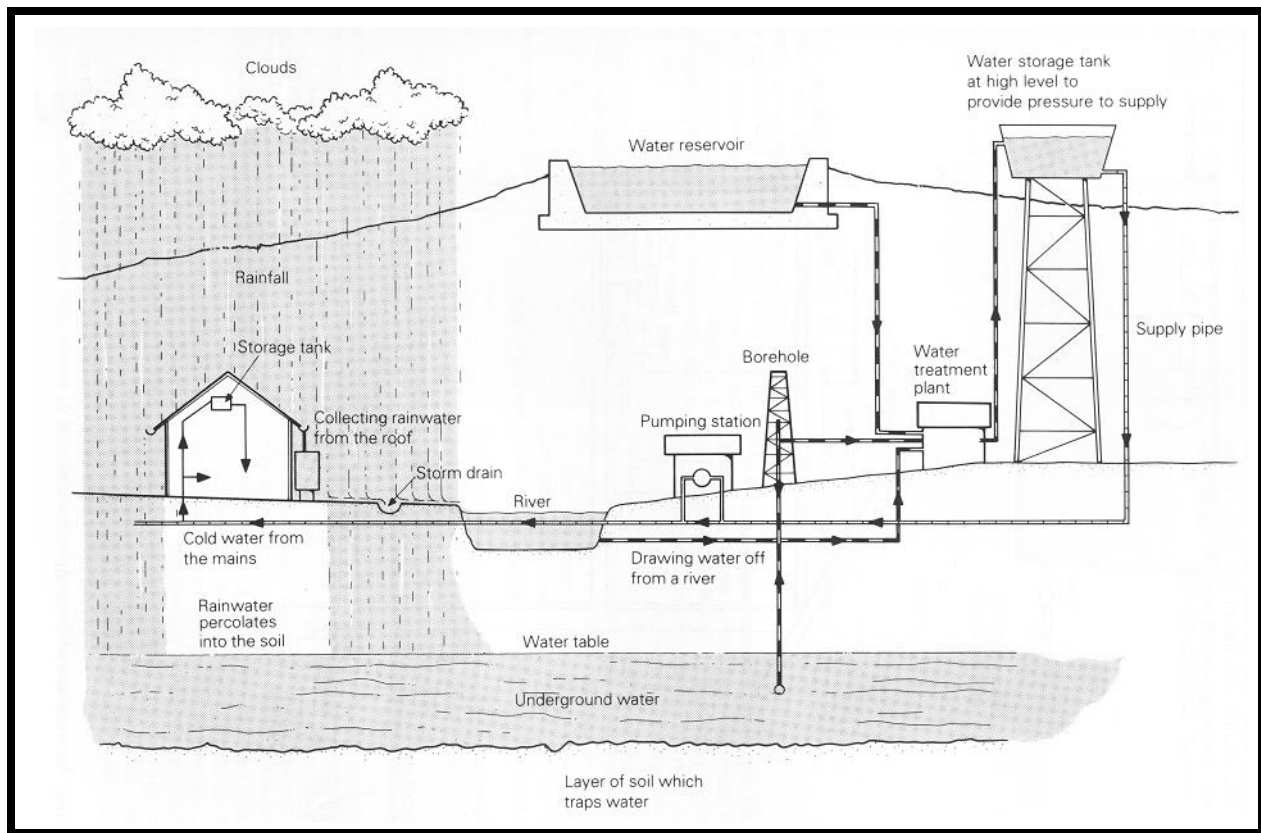 Clouds
Water storage tank
at high level to
provide pressure to supply
Water reservoir
Rainfall
Supply pipe
Storage tank
Borehole
Water
treatment
plant
Collecting rainwater
from the roof
Pumping station
Storm drain
River
Cold water from
the mains
Drawing water off
from a river
Rainwater
percolates
into the soil
Water table
Underground water
Layer of soil which
traps water